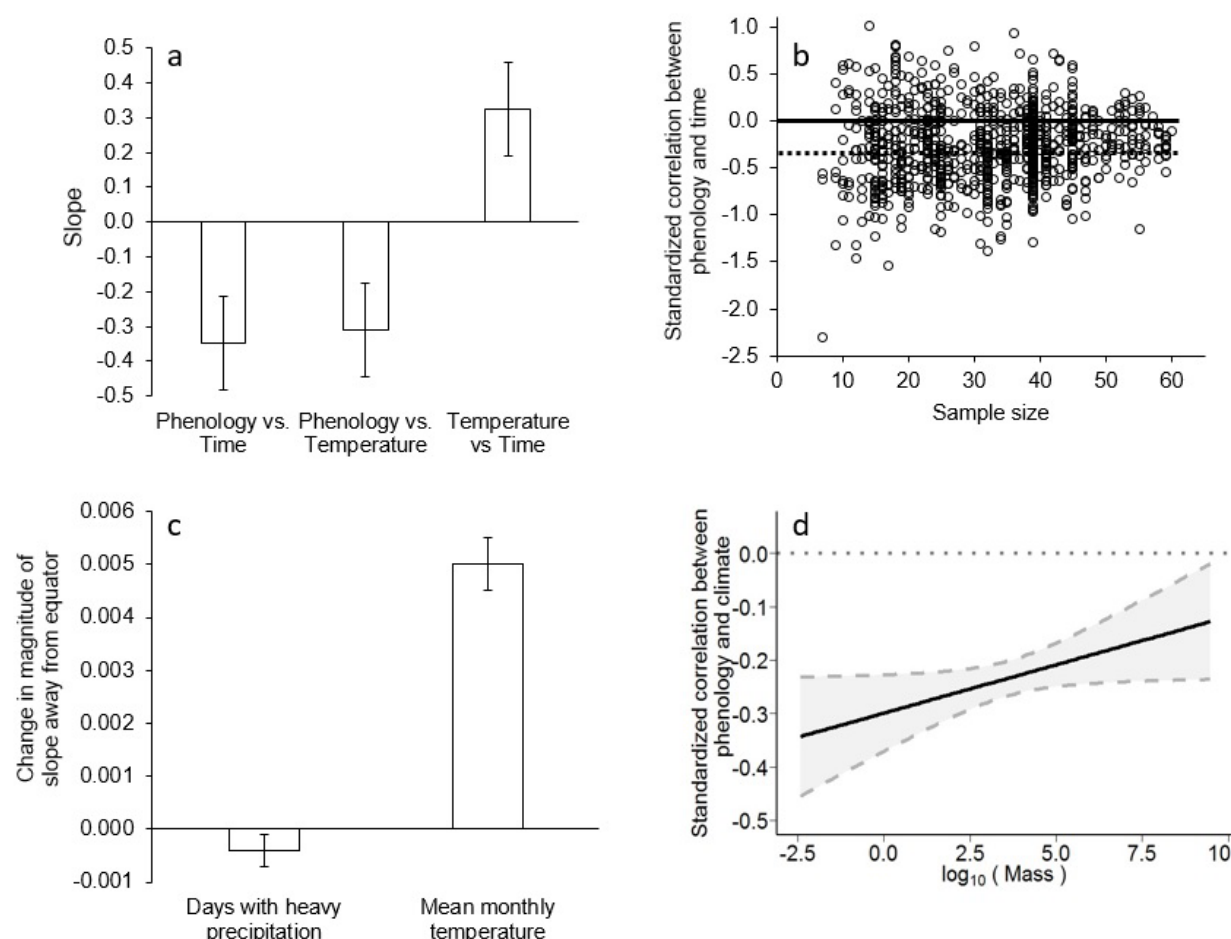 a
0.5
0.4
0.3
0.2
0.1
0.0
-0.1
-0.2
-0.3
-0.4
-0.5
Slope
Phenology vs.
Time
Phenology vs.
Temperature
Temperature
vs Time
b
1.0
0.5
0.0
-0.5
-1.0
-1.5
-2.0
-2.5
Standardized correlation between
phenology and time
0 10 20 30 40 50 60
Sample size
c
0.006
0.005
0.004
0.003
0.002
0.001
0.000
-0.001
Change in magnitude of
slope away from equator
Days with heavy
precipitation
Mean monthly
temperature
d
0.0
-0.1
-0.2
-0.3
-0.4
-0.5
Standardized correlation between
phenology and climate
-2.5 0.0 2.5 5.0 7.5 10
log10 ( Mass )